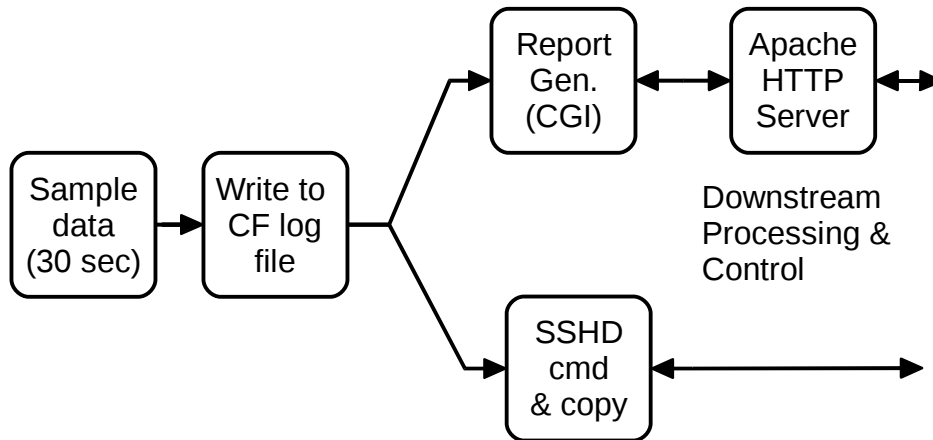 Report
Gen.
(CGI)
Apache
HTTP
Server
Sample
data
(30 sec)
Write to
CF log
file
Downstream
Processing &
Control
SSHD
cmd
& copy